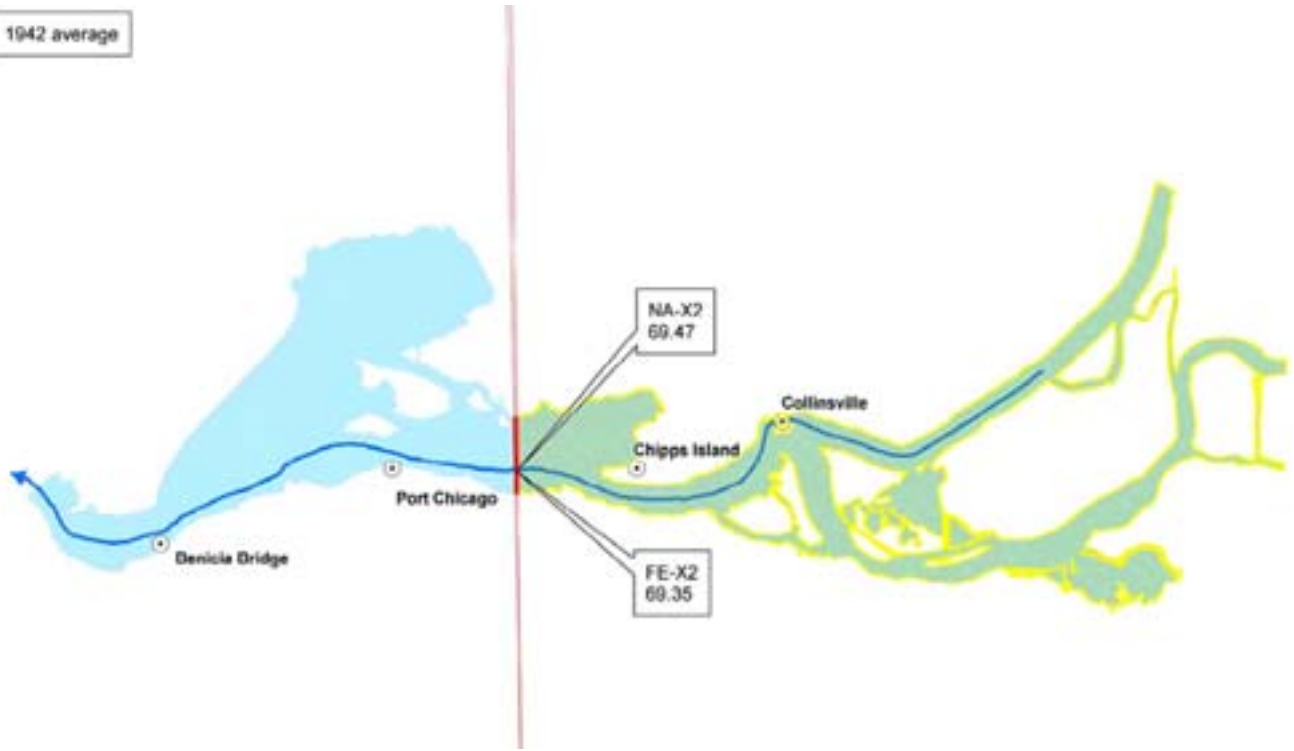 1942 average
NA-X2
69.47
Collinsville
Chipps Island
Port Chicago
Benicia Bridge
FE-X2
69.35